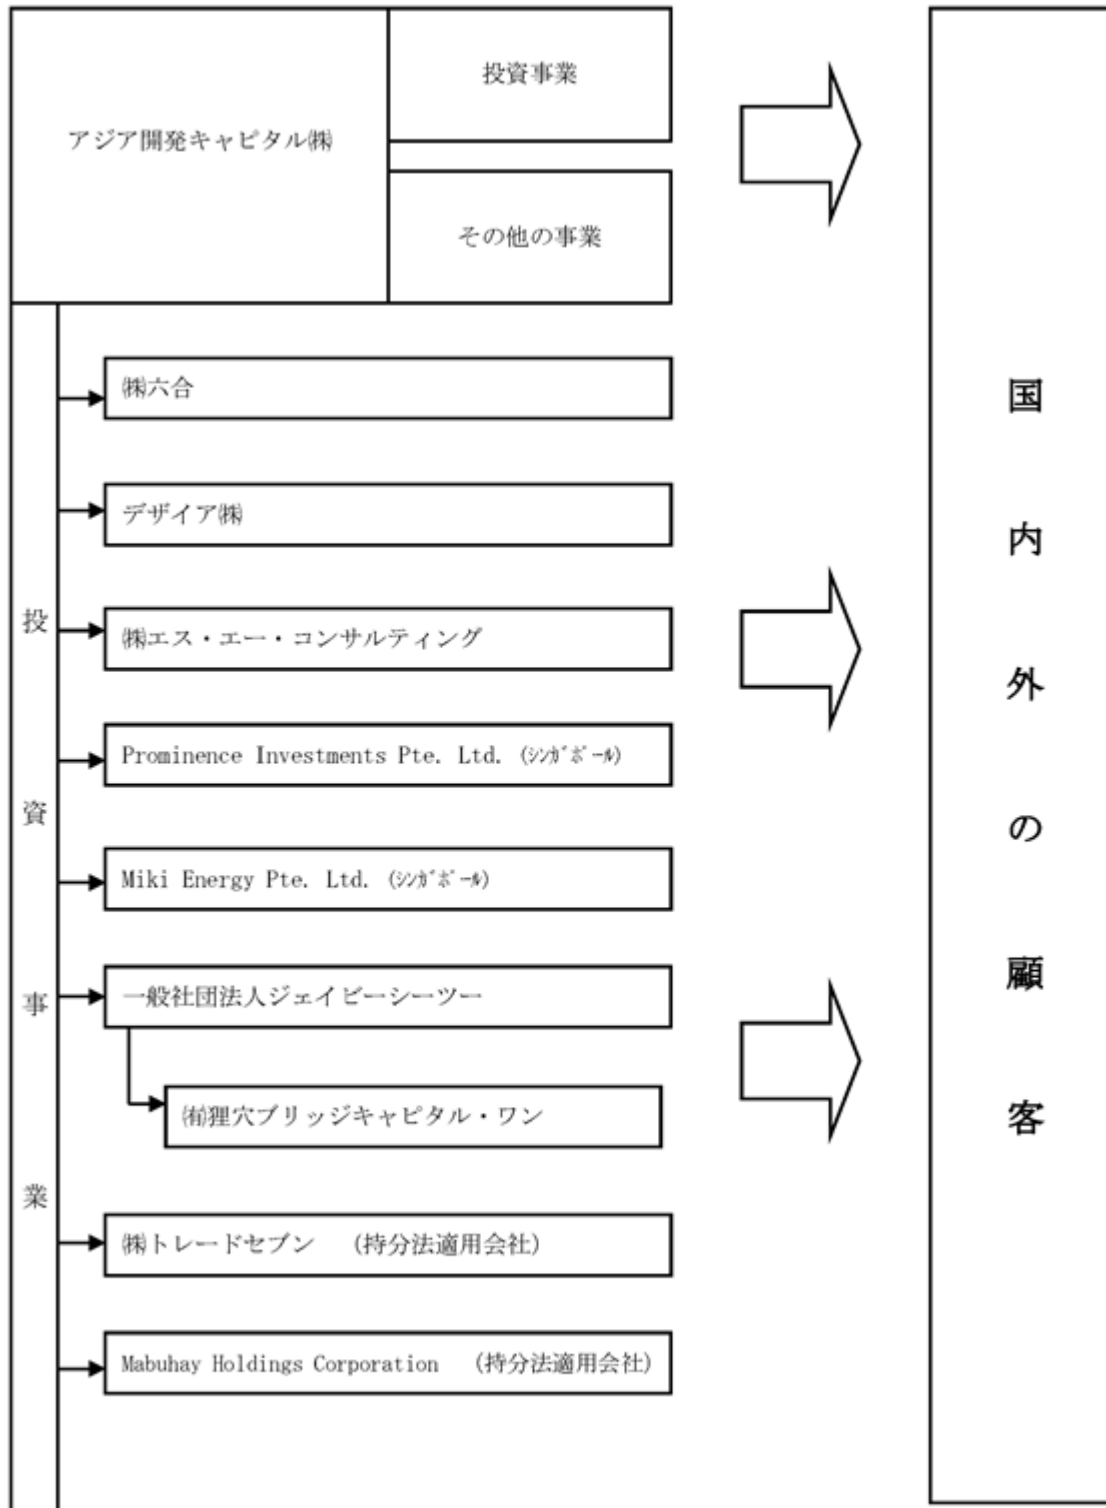 アジア開発キャピタル㈱
投資事業
その他の事業
投資事業
㈱六合
デザイア㈱
㈱エス・エー・コンサルティング
Prominence Investments Pte. Ltd. (ｼﾝｶﾞﾎﾟｰﾙ)
Miki Energy Pte. Ltd. (ｼﾝｶﾞﾎﾟｰﾙ)
一般社団法人ジェイビーシーツー
㈲狸穴ブリッジキャピタル・ワン
㈱トレードセブン (持分法適用会社)
Mabuhay Holdings Corporation (持分法適用会社)
国内外の顧客